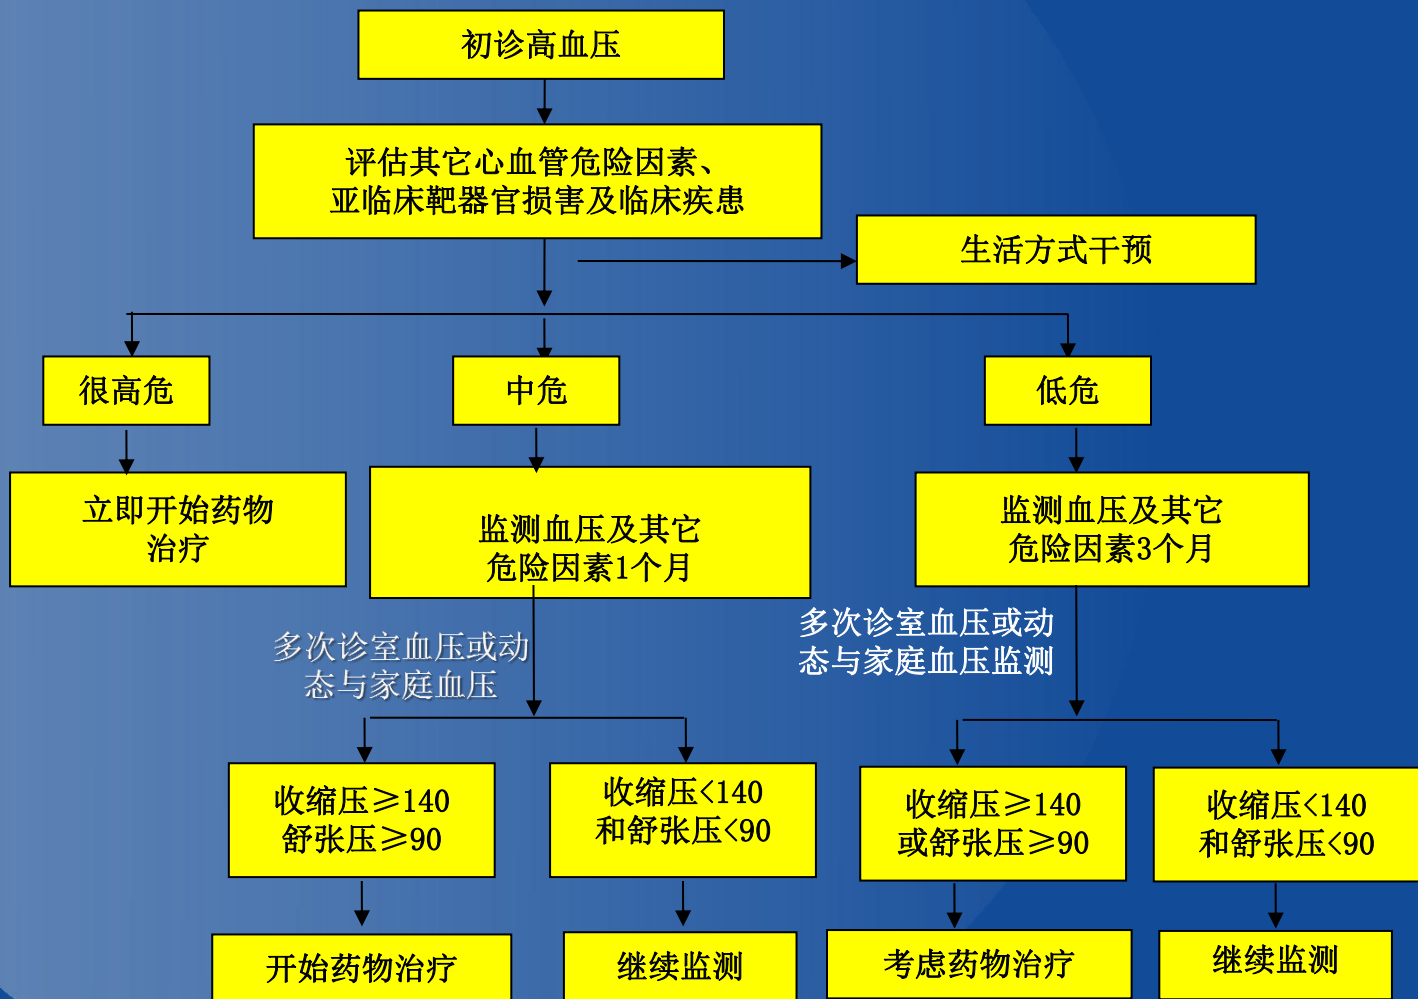 初诊高血压
评估其它心血管危险因素、
亚临床靶器官损害及临床疾患
生活方式干预
很高危
中危
低危
立即开始药物
治疗
监测血压及其它
危险因素1个月
监测血压及其它
危险因素3个月
多次诊室血压或动
态与家庭血压
多次诊室血压或动
态与家庭血压监测
收缩压≥140
舒张压≥90
收缩压<140
和舒张压<90
收缩压≥140
或舒张压≥90
收缩压<140
和舒张压<90
开始药物治疗
继续监测
考虑药物治疗
继续监测